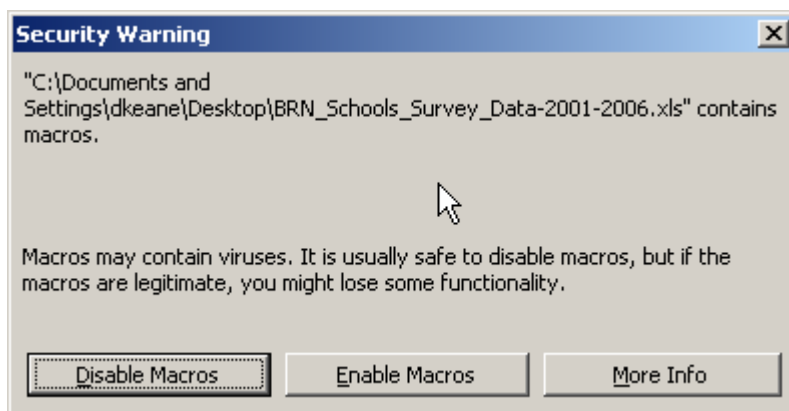 Security Warning
"C:\Documents and
Settings\dkeane\Desktop\BRN_Schools_Survey_Data-2001-2006.xls" contains
macros.
Macros may contain viruses. It is usually safe to disable macros, but if the
macros are legitimate, you might lose some functionality.
Disable Macros Enable Macros More Info